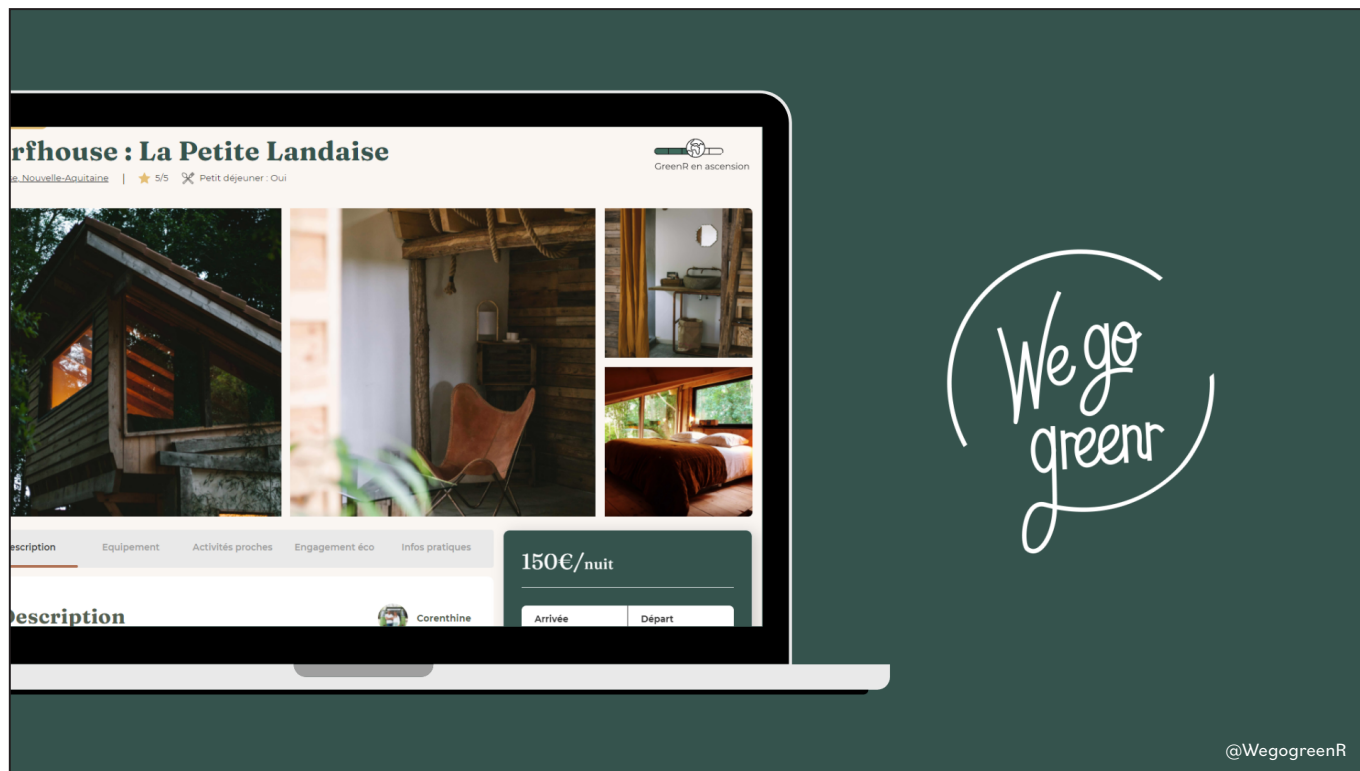 rfhouse : La Petite Landaise
se, Nouvelle-Aquitaine | 5/5 Petit déjeuner : Oui
GreenR en ascension
escription Equipement Activités proches Engagement éco Infos pratiques
150€/nuit
Description
Corenthine
Arrivée Départ
We go
greenr
@WegogreenR